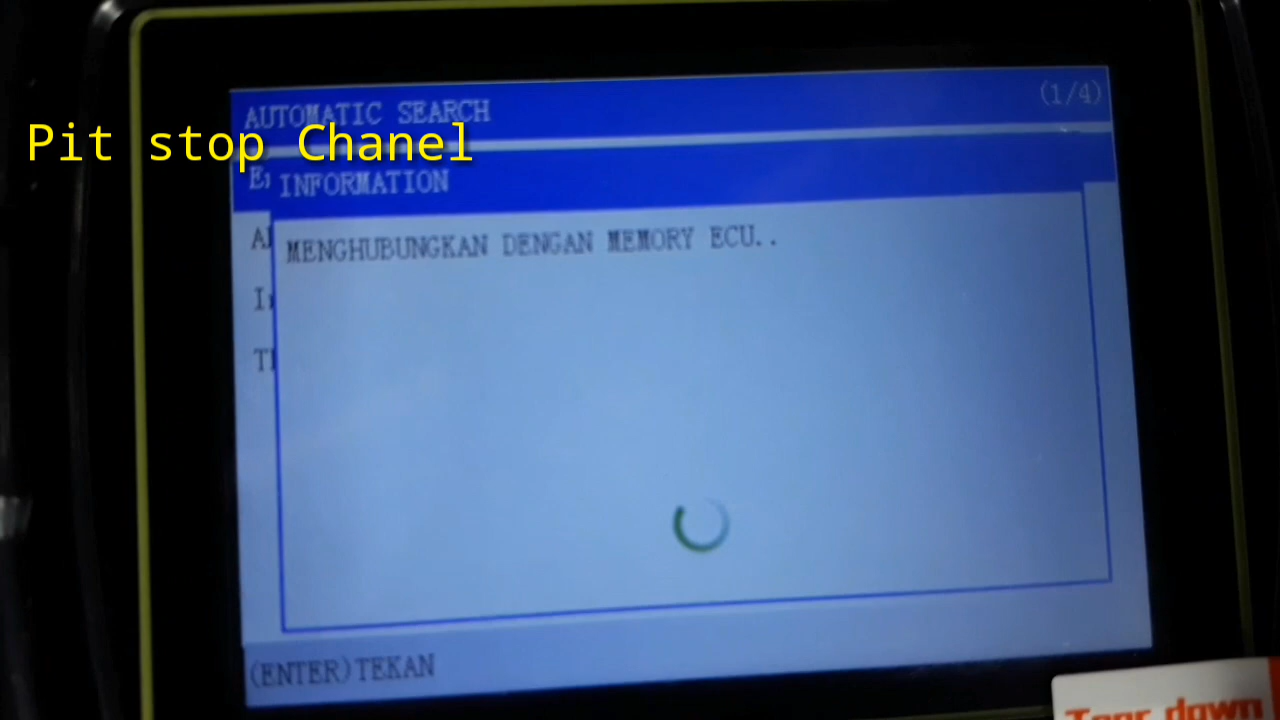 AUTOMATIC SEARCH (1/4)
Pit stop Chanel
INFORMATION
MENGHUBUNGKAN DENGAN MEMORY ECU..
(ENTER)TEKAN